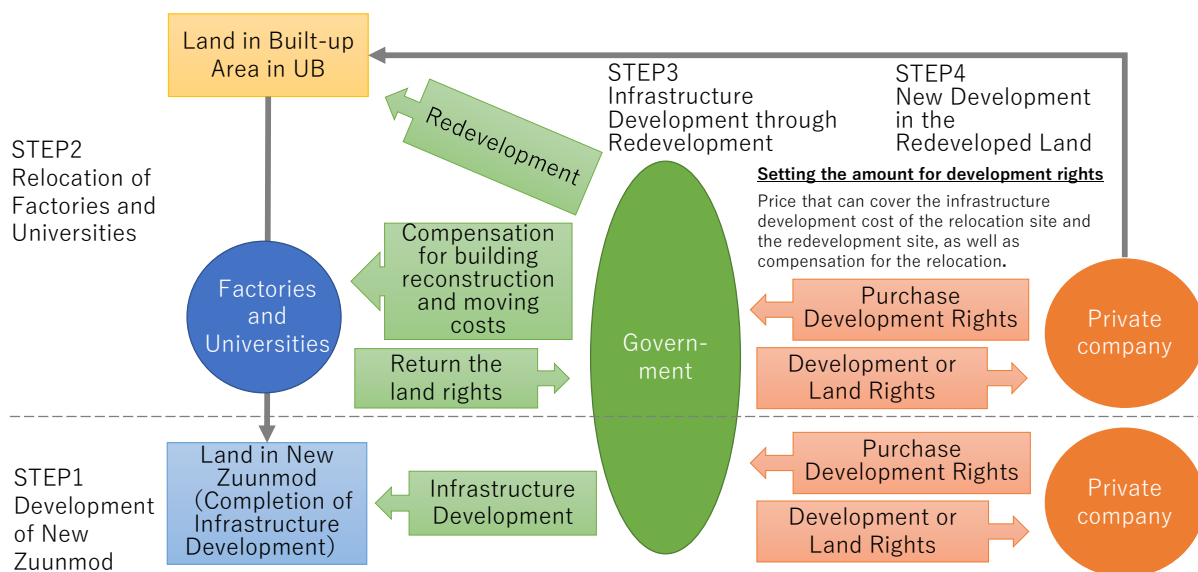 Land in Built-up
Area in UB
STEP3
Infrastructure
Development through
Redevelopment
STEP4
New Development
in the
Redeveloped Land
Redevelopment
STEP2
Relocation of
Factories and
Universities
Setting the amount for development rights
Price that can cover the infrastructure
development cost of the relocation site and
the redevelopment site, as well as
compensation for the relocation.
Compensation
for building
reconstruction
and moving
costs
Factories
and
Universities
Return the
land rights
Govern-
ment
Purchase
Development Rights
Development or
Land Rights
Private
company
STEP1
Development
of New
Zuunmod
Land in New
Zuunmod
(Completion of
Infrastructure
Development)
Infrastructure
Development
Purchase
Development Rights
Development or
Land Rights
Private
company